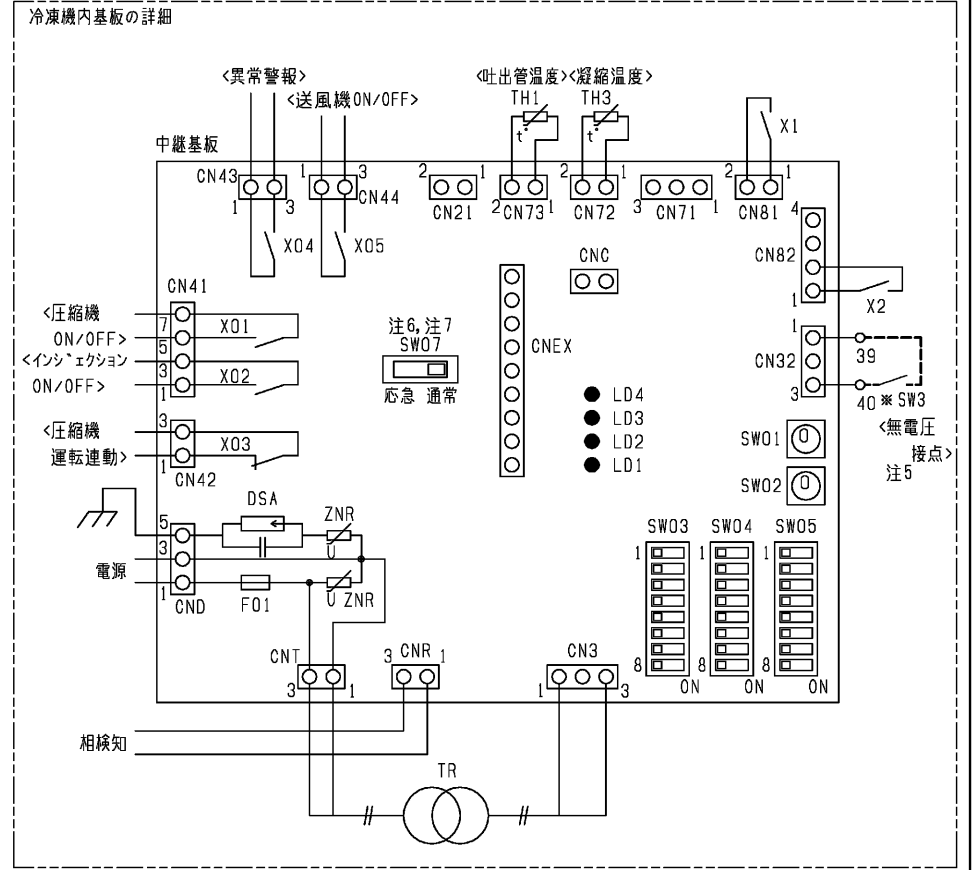 冷凍機内基板の詳細
<異常警報>
<送風機ON/OFF>
<吐出管温度><凝縮温度>
TH1 TH3
t° t°
X1
中継基板
CN43 1 3
1 3 CN44
2 1 CN21
2 CN73 1
2 1 CN72
3 CN71 1
2 1 CN81
X04 X05
4 CN82 1
X2
CNC
CN41
<圧縮機
ON/OFF>
7 5 3 1
X01
<インジェクション
ON/OFF>
X02
注6,注7
SW07
応急 通常
CNEX
LD4
LD3
LD2
LD1
1 CN32 3
39
40 ※SW3
<無電圧
接点>
注5
SW01
SW02
<圧縮機
運転連動>
3 1
X03
CN42
DSA
ZNR
U
5 3 1
電源
CND
F01
U ZNR
SW03 SW04 SW05
1 1 1
8 8 8
ON ON ON
CNT
3 1
3 CNR 1
CN3
1 3
相検知
TR